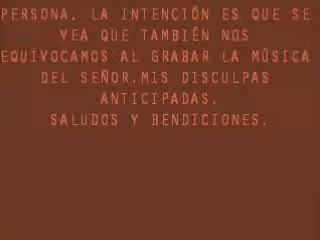 PERSONA, LA INTENCIÓN ES QUE SE
VEA QUE TAMBIÉN NOS
EQUIVOCAMOS AL GRABAR LA MÚSICA
DEL SEÑOR.MIS DISCULPAS
ANTICIPADAS.
SALUDOS Y BENDICIONES.